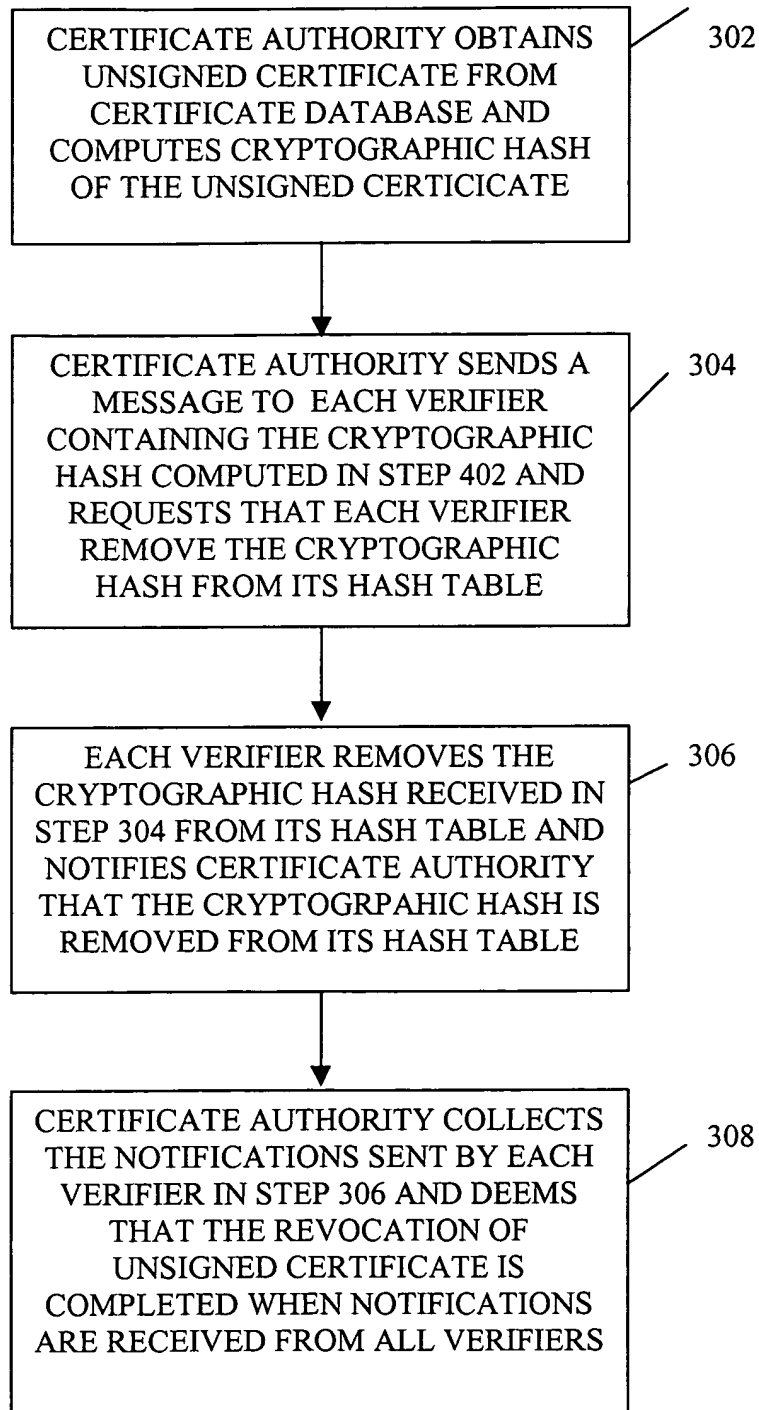 CERTIFICATE AUTHORITY OBTAINS
UNSIGNED CERTIFICATE FROM
CERTIFICATE DATABASE AND
COMPUTES CRYPTOGRAPHIC HASH
OF THE UNSIGNED CERTICICATE
302
CERTIFICATE AUTHORITY SENDS A
MESSAGE TO EACH VERIFIER
CONTAINING THE CRYPTOGRAPHIC
HASH COMPUTED IN STEP 402 AND
REQUESTS THAT EACH VERIFIER
REMOVE THE CRYPTOGRAPHIC
HASH FROM ITS HASH TABLE
304
EACH VERIFIER REMOVES THE
CRYPTOGRAPHIC HASH RECEIVED IN
STEP 304 FROM ITS HASH TABLE AND
NOTIFIES CERTIFICATE AUTHORITY
THAT THE CRYPTOGRPAHIC HASH IS
REMOVED FROM ITS HASH TABLE
306
CERTIFICATE AUTHORITY COLLECTS
THE NOTIFICATIONS SENT BY EACH
VERIFIER IN STEP 306 AND DEEMS
THAT THE REVOCATION OF
UNSIGNED CERTIFICATE IS
COMPLETED WHEN NOTIFICATIONS
ARE RECEIVED FROM ALL VERIFIERS
308